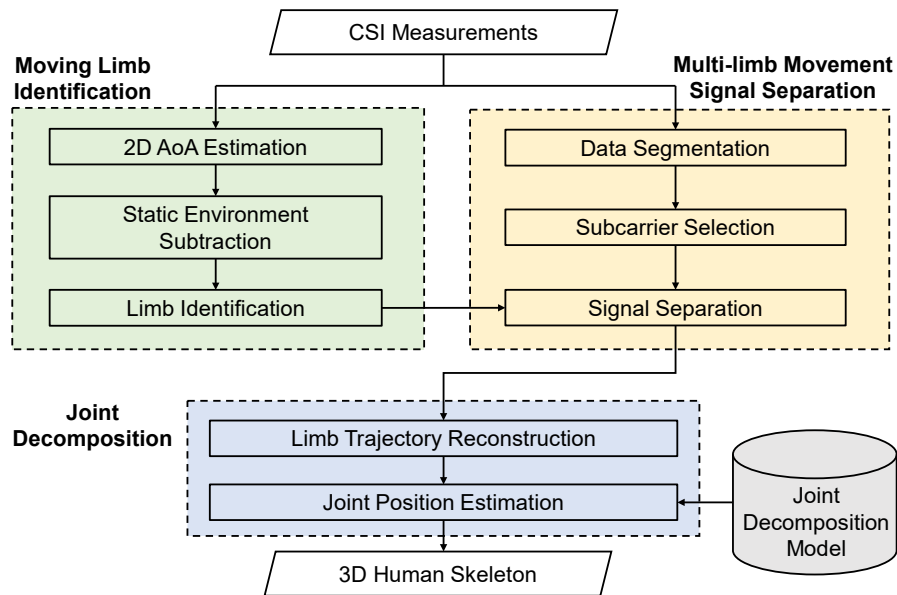 CSI Measurements
Moving Limb
Identification
2D AoA Estimation
Static Environment
Subtraction
Limb Identification
Multi-limb Movement
Signal Separation
Data Segmentation
Subcarrier Selection
Signal Separation
Joint
Decomposition
Limb Trajectory Reconstruction
Joint Position Estimation
Joint
Decomposition
Model
3D Human Skeleton